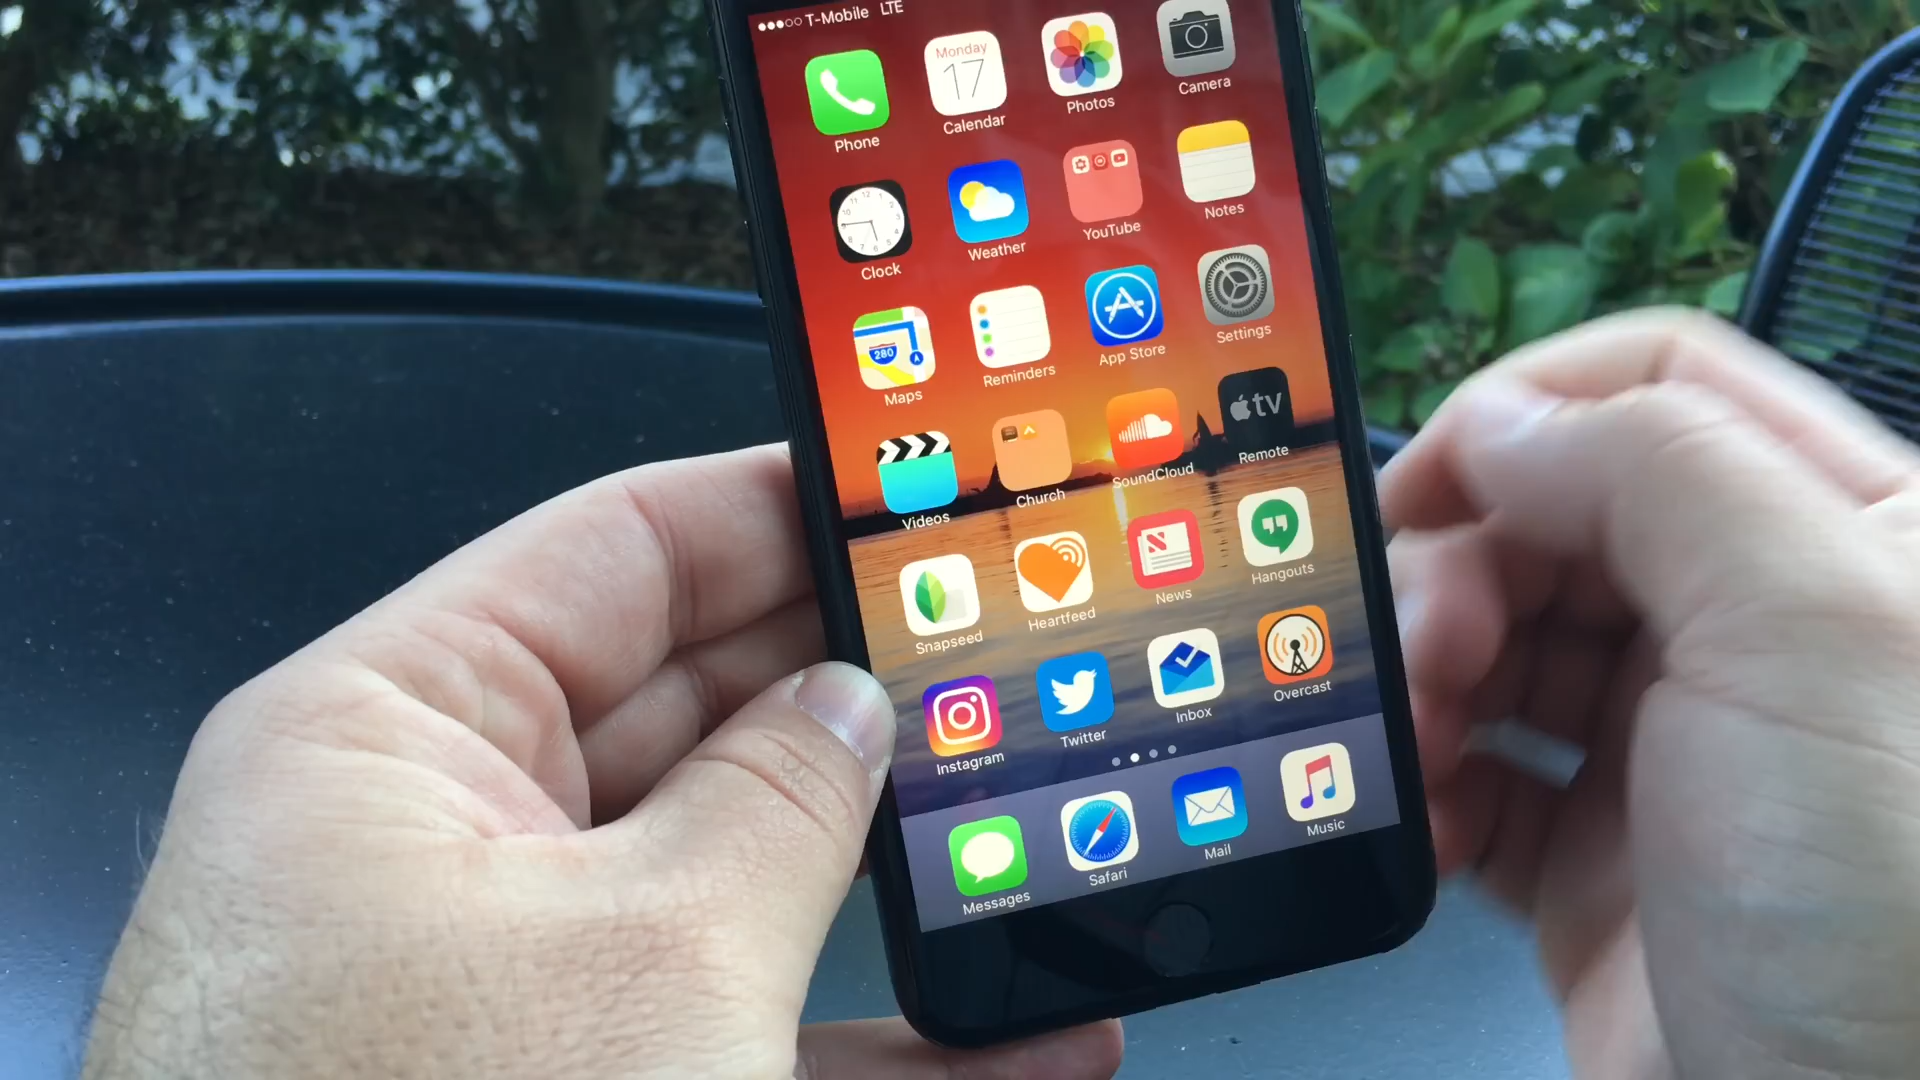 T-Mobile LTE
Monday
17
Phone
Calendar
Photos
Camera
Clock
Weather
YouTube
Notes
280
A
Maps
Reminders
App Store
Settings
tv
Videos
Church
SoundCloud
Remote
Snapseed
Heartfeed
News
Hangouts
Instagram
Twitter
Inbox
Overcast
Messages
Safari
Mail
Music